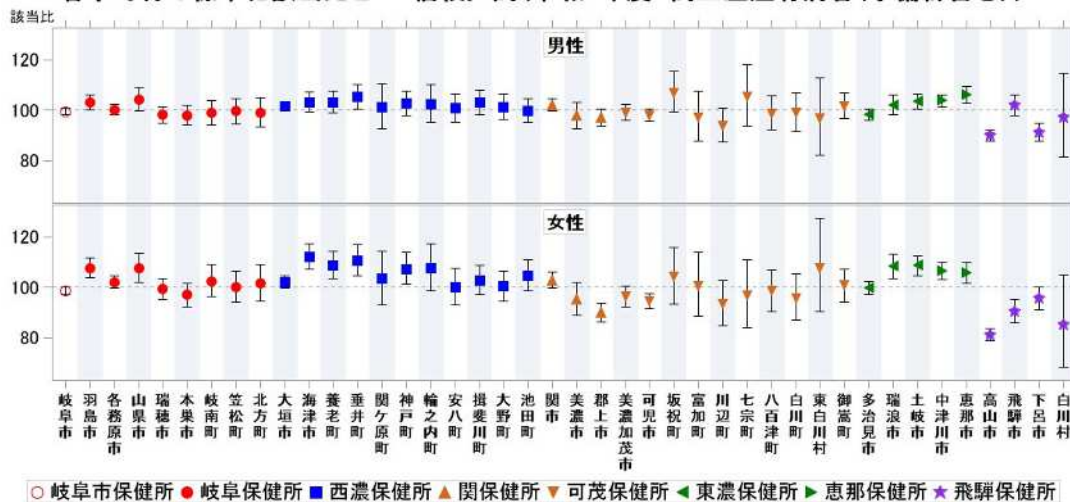 該当比
男性
120
100
80
女性
120
100
80
岐阜市 羽島市 各務原市 山県市 瑞穂市 本巣市 岐南町 笠松町 北方町 大垣市 海津市 養老町 垂井町 関ケ原町 神戸町 輪之内町 安八町 揖斐川町 大野町 池田町 関市 美濃市 郡上市 美濃加茂市 可児市 坂祝町 富加町 川辺町 七宗町 八百津町 白川町 東白川村 御嵩町 多治見市 瑞浪市 土岐市 中津川市 恵那市 高山市 飛騨市 下呂市 白川村
岐阜市保健所 岐阜保健所 西濃保健所 関保健所 可茂保健所 東濃保健所 恵那保健所 飛騨保健所